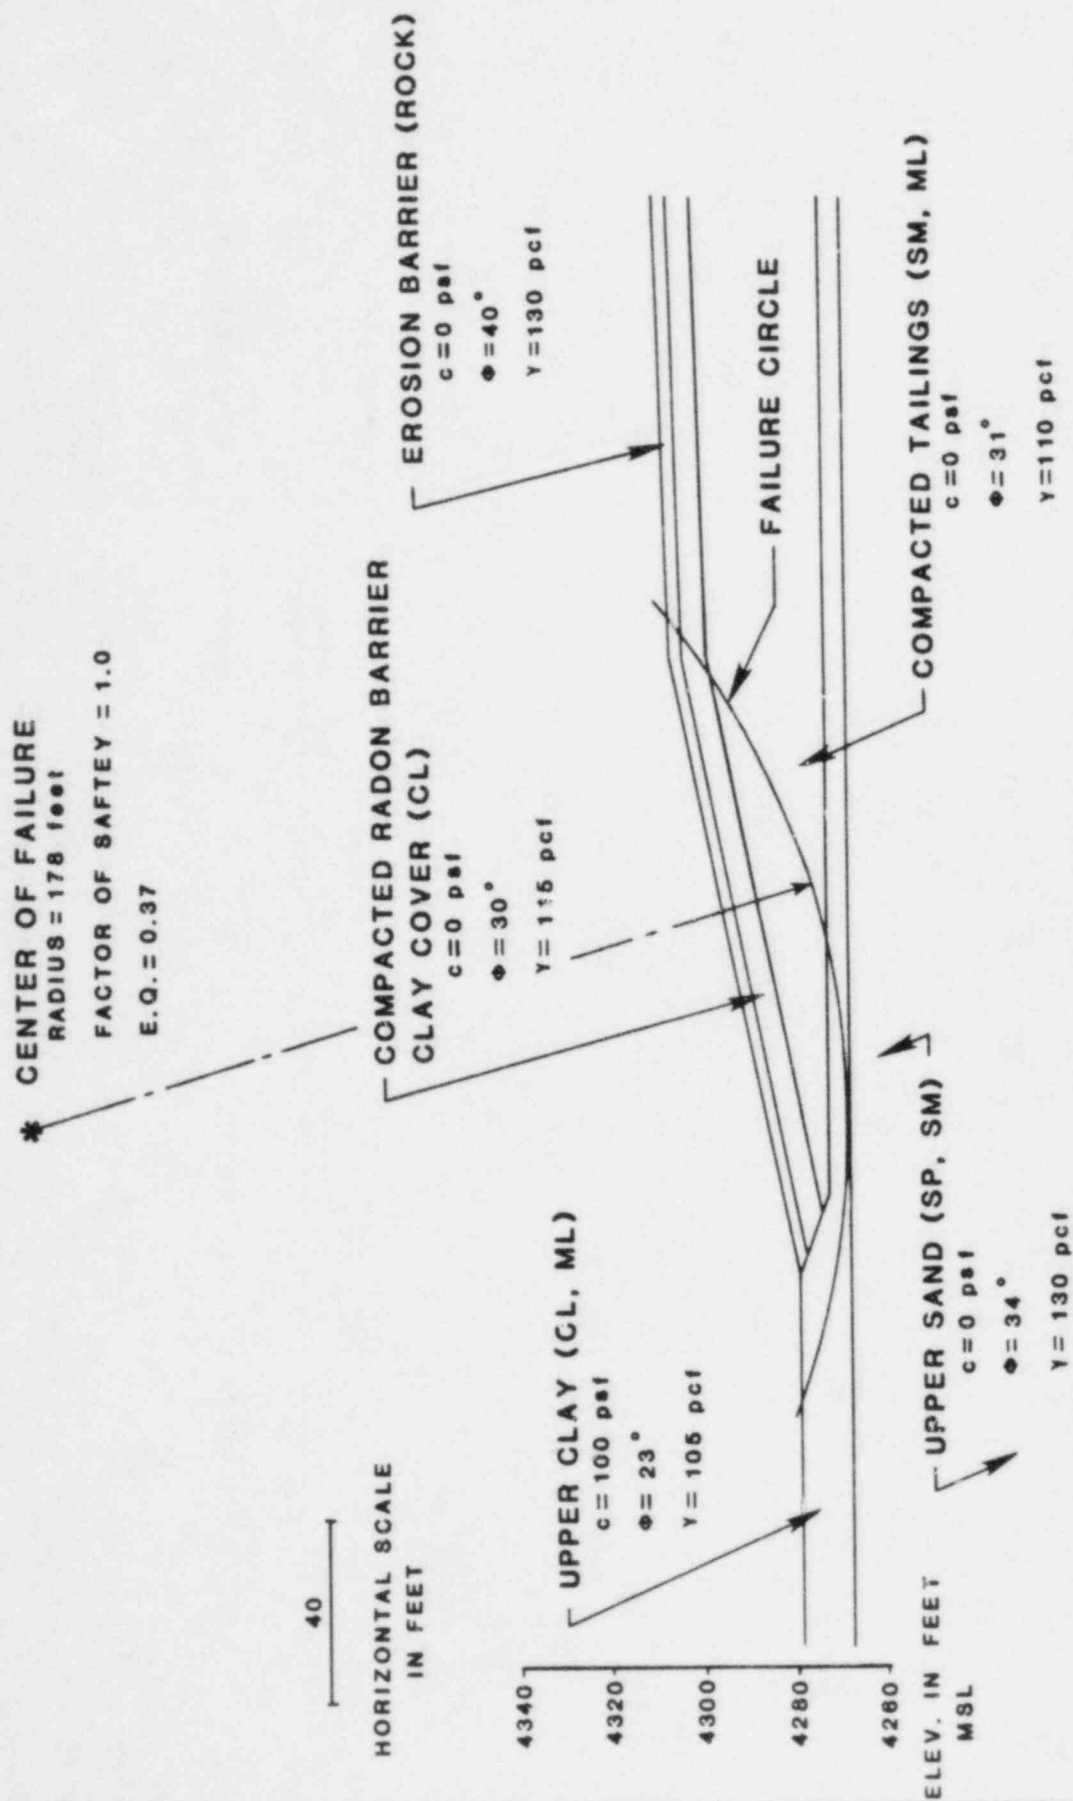 CENTER OF FAILURE
RADIUS = 178 feet
FACTOR OF SAFTEY = 1.0
E.Q. = 0.37
EROSION BARRIER (ROCK)
c = 0 psf
Φ = 40°
γ = 130 pcf
COMPACTED RADON BARRIER
CLAY COVER (CL)
c = 0 psf
Φ = 30°
γ = 115 pcf
40
HORIZONTAL SCALE
IN FEET
UPPER CLAY (CL, ML)
c = 100 psf
Φ = 23°
γ = 105 pcf
FAILURE CIRCLE
4340
4320
4300
4280
4260
ELEV. IN FEET
MSL
UPPER SAND (SP, SM)
c = 0 psf
Φ = 34°
γ = 130 pcf
COMPACTED TAILINGS (SM, ML)
c = 0 psf
Φ = 31°
γ = 110 pcf